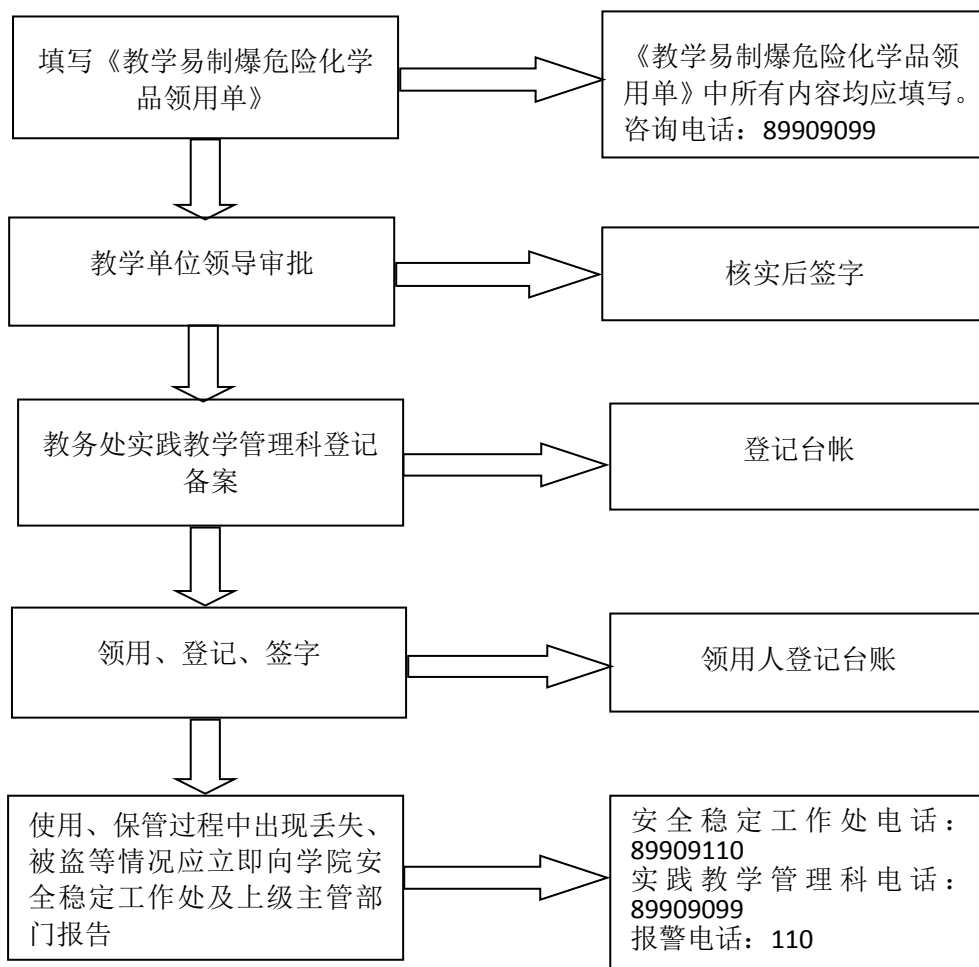 填写《教学易制爆危险化学
品领用单》
《教学易制爆危险化学品领
用单》中所有内容均应填写。
咨询电话：89909099
教学单位领导审批
核实后签字
教务处实践教学管理科登记
备案
登记台帐
领用、登记、签字
领用人登记台账
使用、保管过程中出现丢失、
被盗等情况应立即向学院安
全稳定工作处及上级主管部
门报告
安全稳定工作处电话：
89909110
实践教学管理科电话：
89909099
报警电话：110